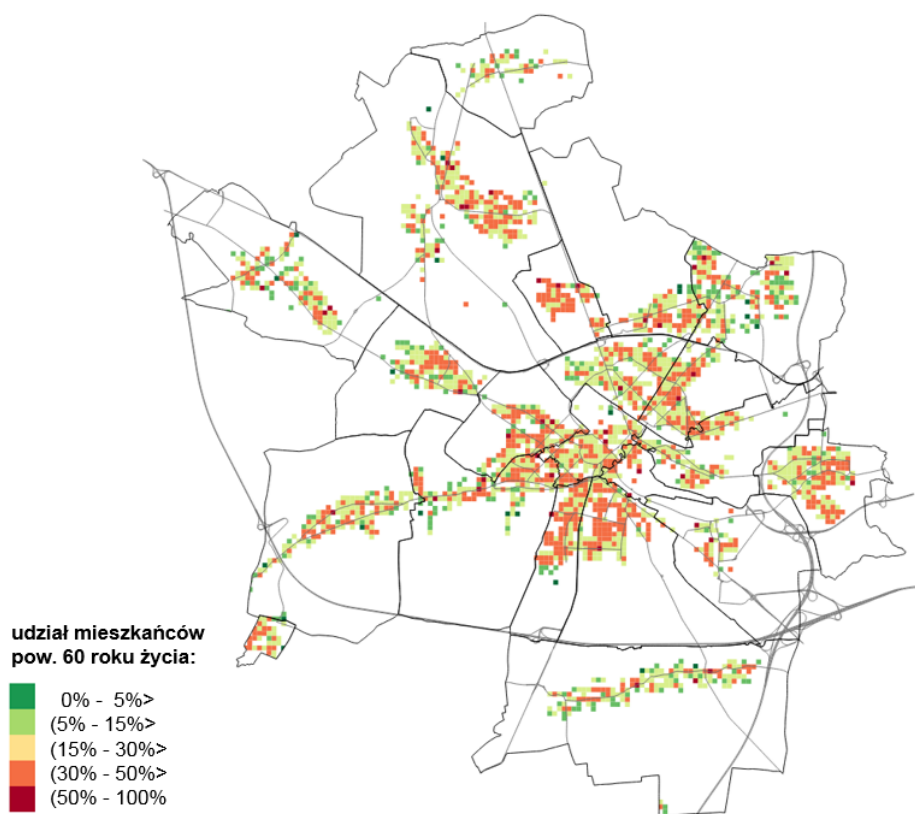 udział mieszkańców
pow. 60 roku życia:
0% - 5%>
(5% - 15%>
(15% - 30%>
(30% - 50%>
(50% - 100%